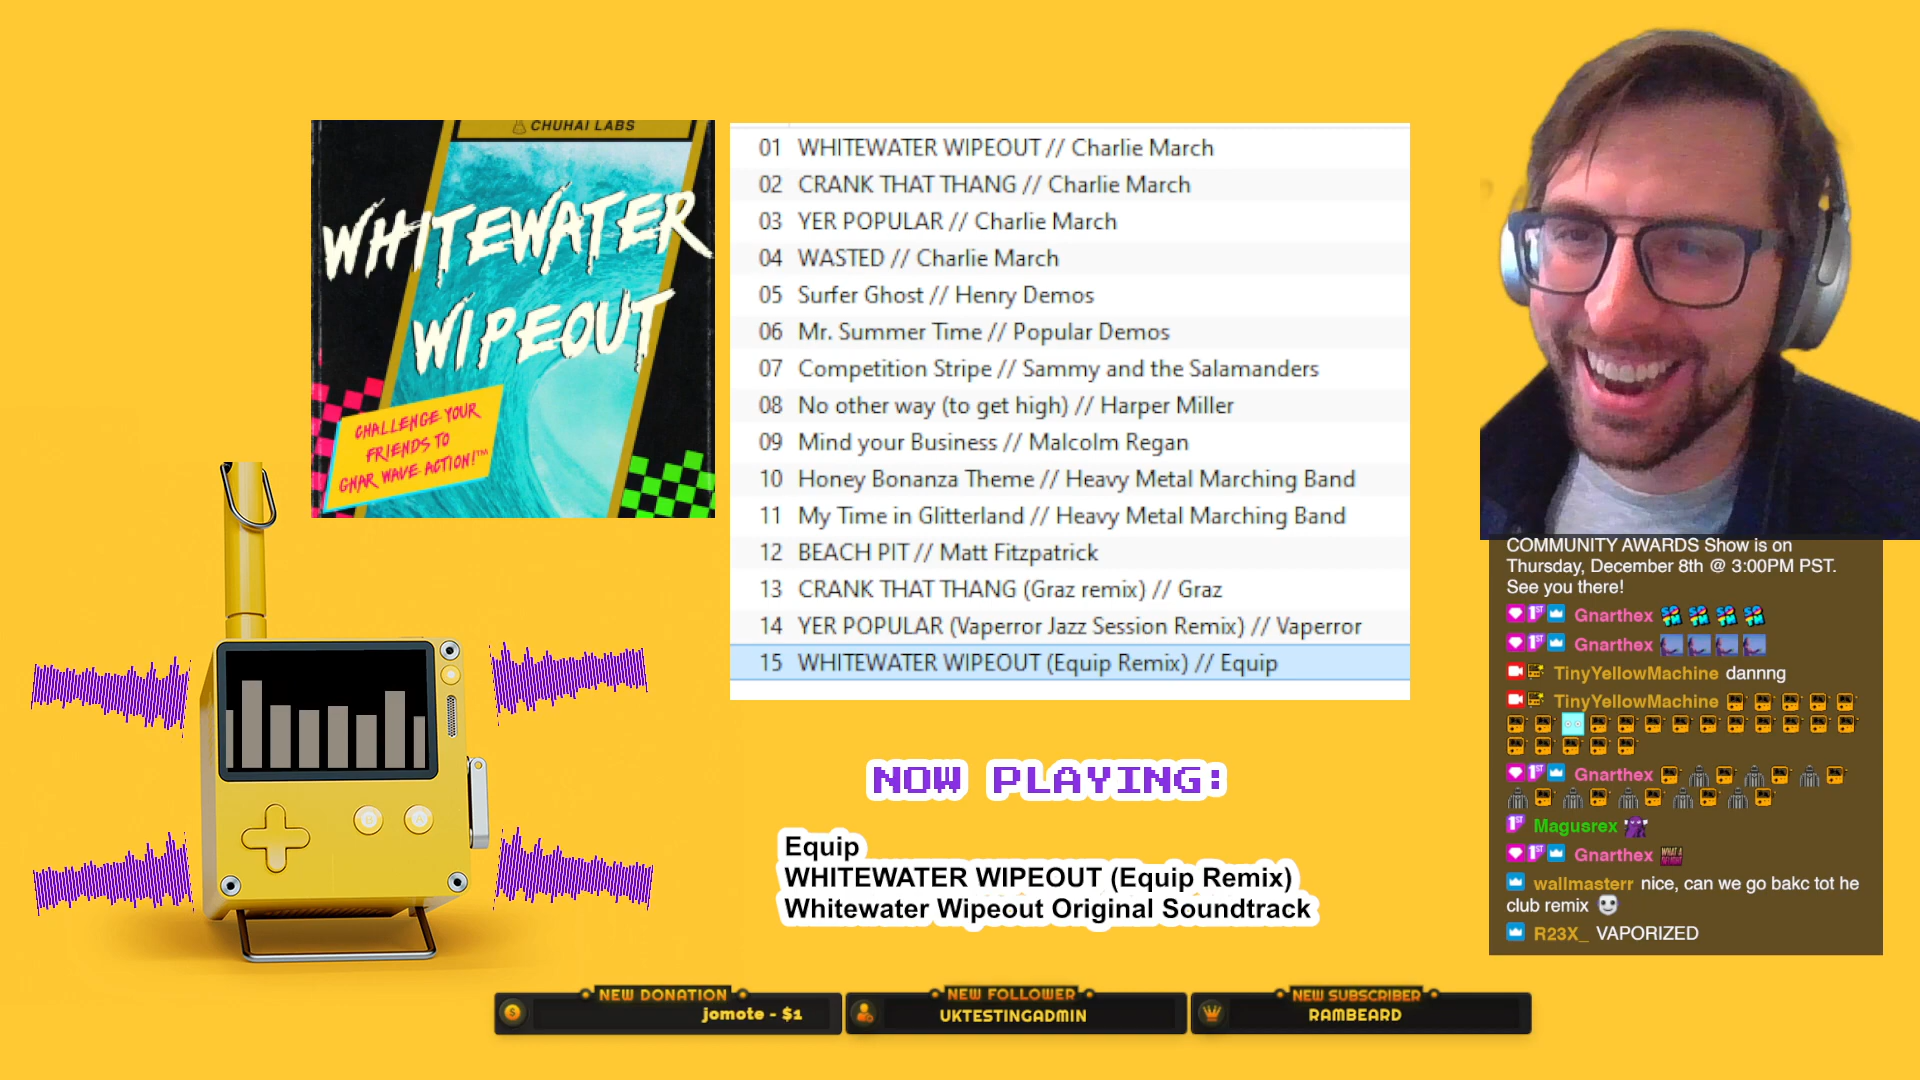 CHUHAI LABS
WHITEWATER
WIPEOUT
CHALLENGE YOUR
FRIENDS TO
GNAR WAVE ACTION!™
01 WHITEWATER WIPEOUT // Charlie March
02 CRANK THAT THANG // Charlie March
03 YER POPULAR // Charlie March
04 WASTED // Charlie March
05 Surfer Ghost // Henry Demos
06 Mr. Summer Time // Popular Demos
07 Competition Stripe // Sammy and the Salamanders
08 No other way (to get high) // Harper Miller
09 Mind your Business // Malcolm Regan
10 Honey Bonanza Theme // Heavy Metal Marching Band
11 My Time in Glitterland // Heavy Metal Marching Band
12 BEACH PIT // Matt Fitzpatrick
13 CRANK THAT THANG (Graz remix) // Graz
14 YER POPULAR (Vaperror Jazz Session Remix) // Vaperror
15 WHITEWATER WIPEOUT (Equip Remix) // Equip
B
A
NOW PLAYING:
Equip
WHITEWATER WIPEOUT (Equip Remix)
Whitewater Wipeout Original Soundtrack
COMMUNITY AWARDS Show is on
Thursday, December 8th @ 3:00PM PST.
See you there!
1ST Gnarthex
1ST Gnarthex
TinyYellowMachine dannng
TinyYellowMachine
1ST Gnarthex
1ST Magusrex
1ST Gnarthex
wallmasterr nice, can we go bakc tot he
club remix
R23X_ VAPORIZED
NEW DONATION
jomote - $1
NEW FOLLOWER
UKTESTINGADMIN
NEW SUBSCRIBER
RAMBEARD